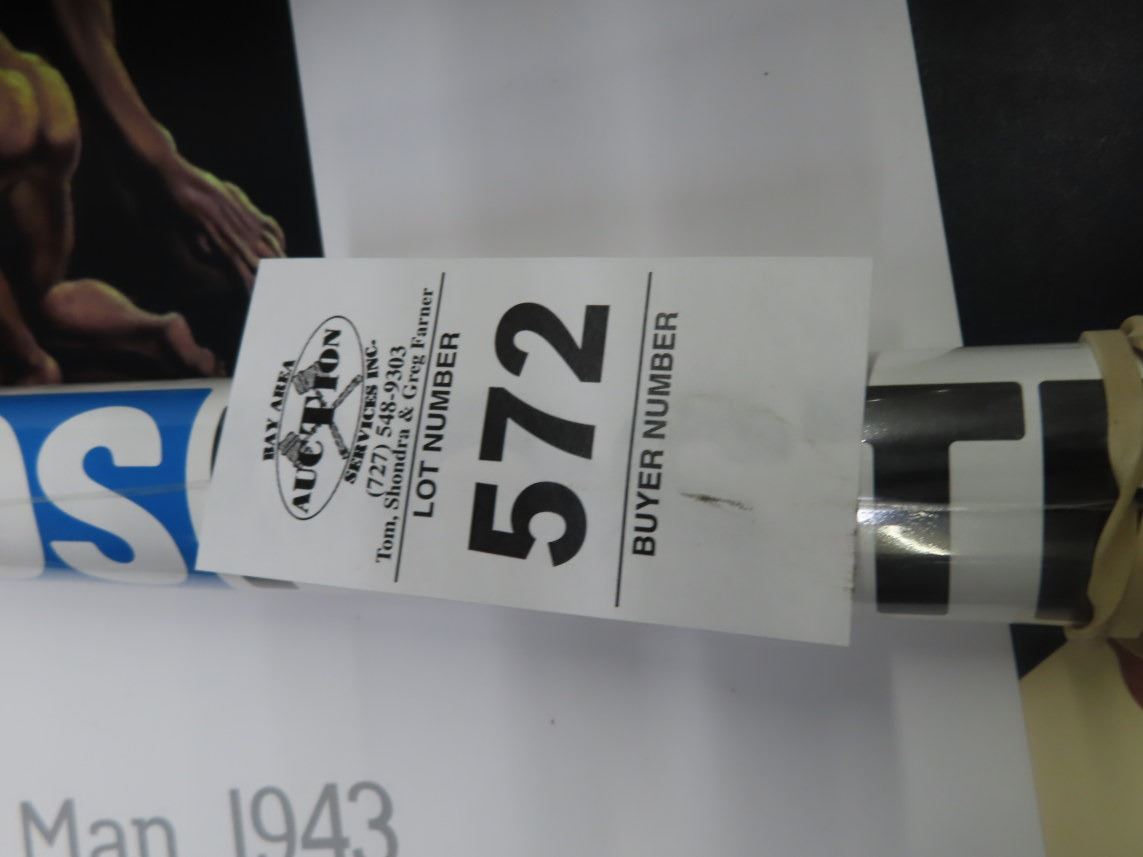 BAY AREA
AUCTION
SERVICES INC.
(727) 548-9303
Tom, Shondra & Greg Farner
LOT NUMBER
572
BUYER NUMBER
Man 1943